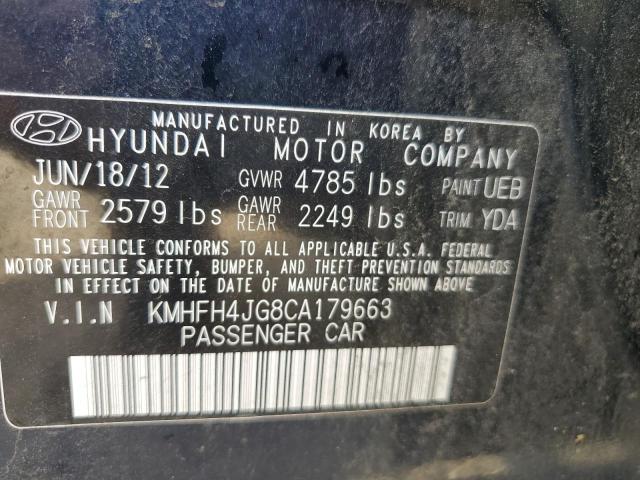 MANUFACTURED IN KOREA BY
HYUNDAI MOTOR COMPANY
JUN/18/12 GVWR 4785 lbs PAINT UEB
GAWR FRONT 2579 lbs GAWR REAR 2249 lbs TRIM YDA
THIS VEHICLE CONFORMS TO ALL APPLICABLE U.S.A. FEDERAL
MOTOR VEHICLE SAFETY, BUMPER, AND THEFT PREVENTION STANDARDS
IN EFFECT ON THE DATE OF MANUFACTURE SHOWN ABOVE
V.I.N KMHFH4JG8CA179663
PASSENGER CAR